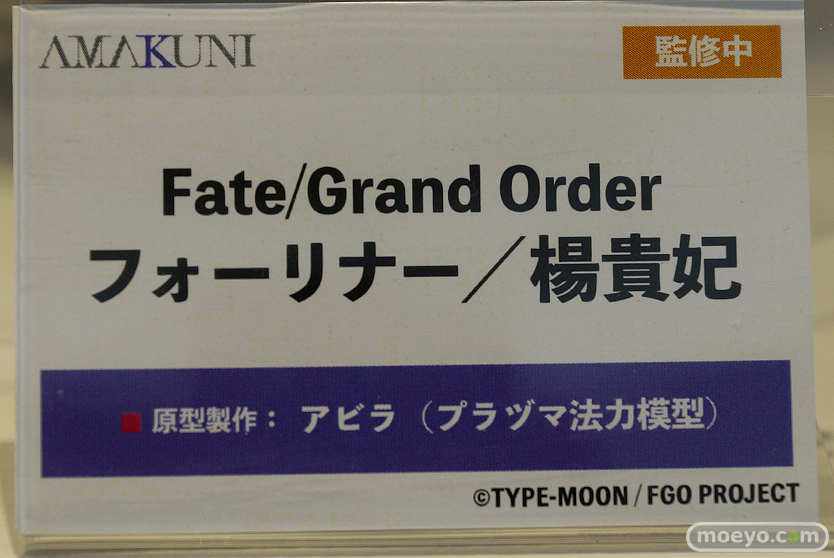 AMAKUNI
監修中
Fate/Grand Order
フォーリナー／楊貴妃
■ 原型製作： アビラ（プラヅマ法力模型）
©TYPE-MOON / FGO PROJECT
moeyo.com